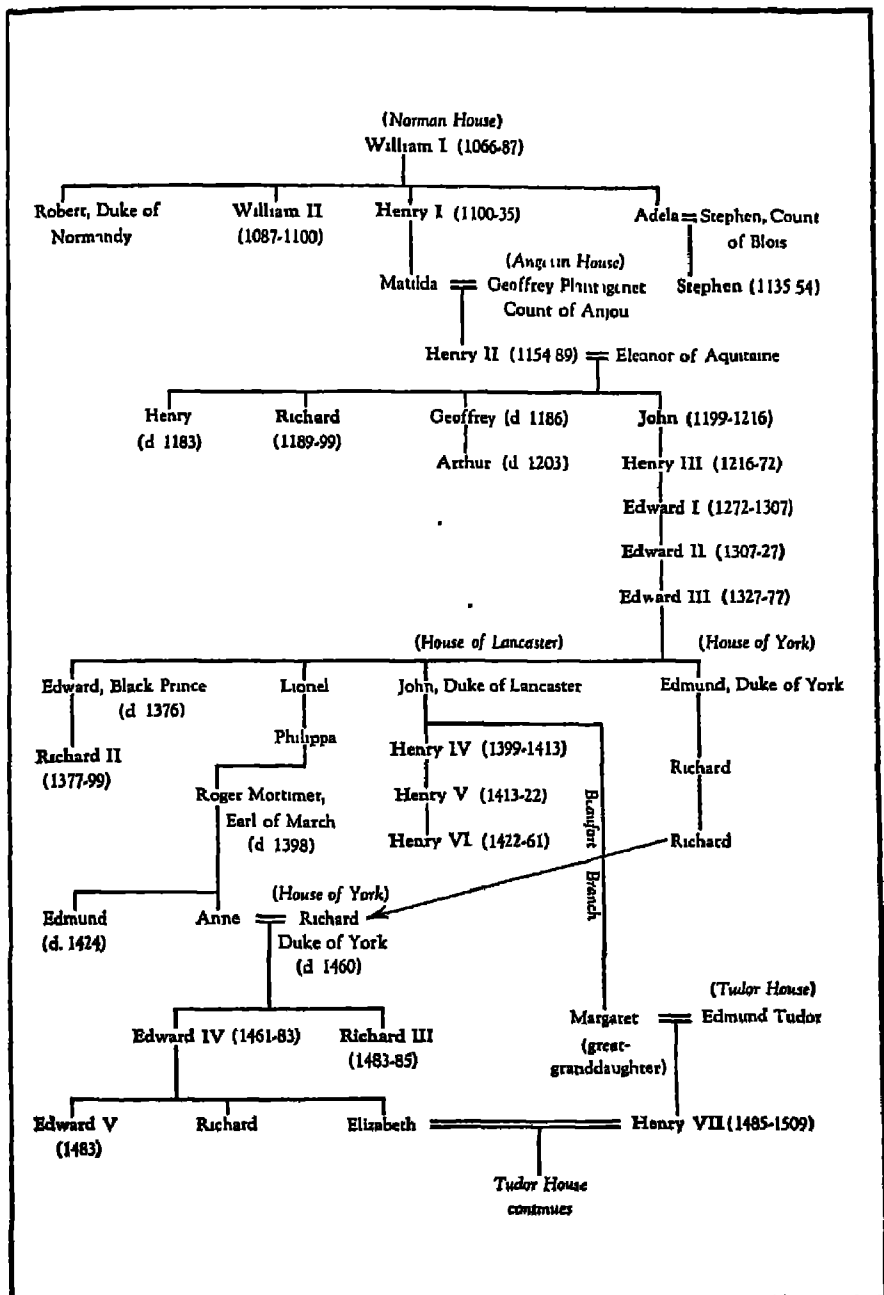 (Norman House)
William I (1066-87)
Robert, Duke of Normandy
William II (1087-1100)
Henry I (1100-35)
Adela = Stephen, Count of Blois
(House)
Matilda = Geoffrey Count of Anjou
Stephen (1135 54)
Henry II (1154 89) = Eleanor of Aquitaine
Henry (d 1183)
Richard (1189-99)
Geoffrey (d 1186)
John (1199-1216)
Arthur (d 1203)
Henry III (1216-72)
Edward I (1272-1307)
Edward II (1307-27)
Edward III (1327-77)
(House of Lancaster)
(House of York)
Edward, Black Prince (d 1376)
Lionel
John, Duke of Lancaster
Edmund, Duke of York
Richard II (1377-99)
Philippa
Henry IV (1399-1413)
Richard
Roger Mortimer, Earl of March (d 1398)
Henry V (1413-22)
Henry VI (1422-61)
Beaufort Branch
Richard
Edmund (d. 1424)
(House of York)
Anne = Richard Duke of York (d 1460)
(Tudor House)
Edward IV (1461-83)
Richard III (1483-85)
Margaret (great-granddaughter) = Edmund Tudor
Edward V (1483)
Richard
Elizabeth = Henry VII (1485-1509)
Tudor House continues